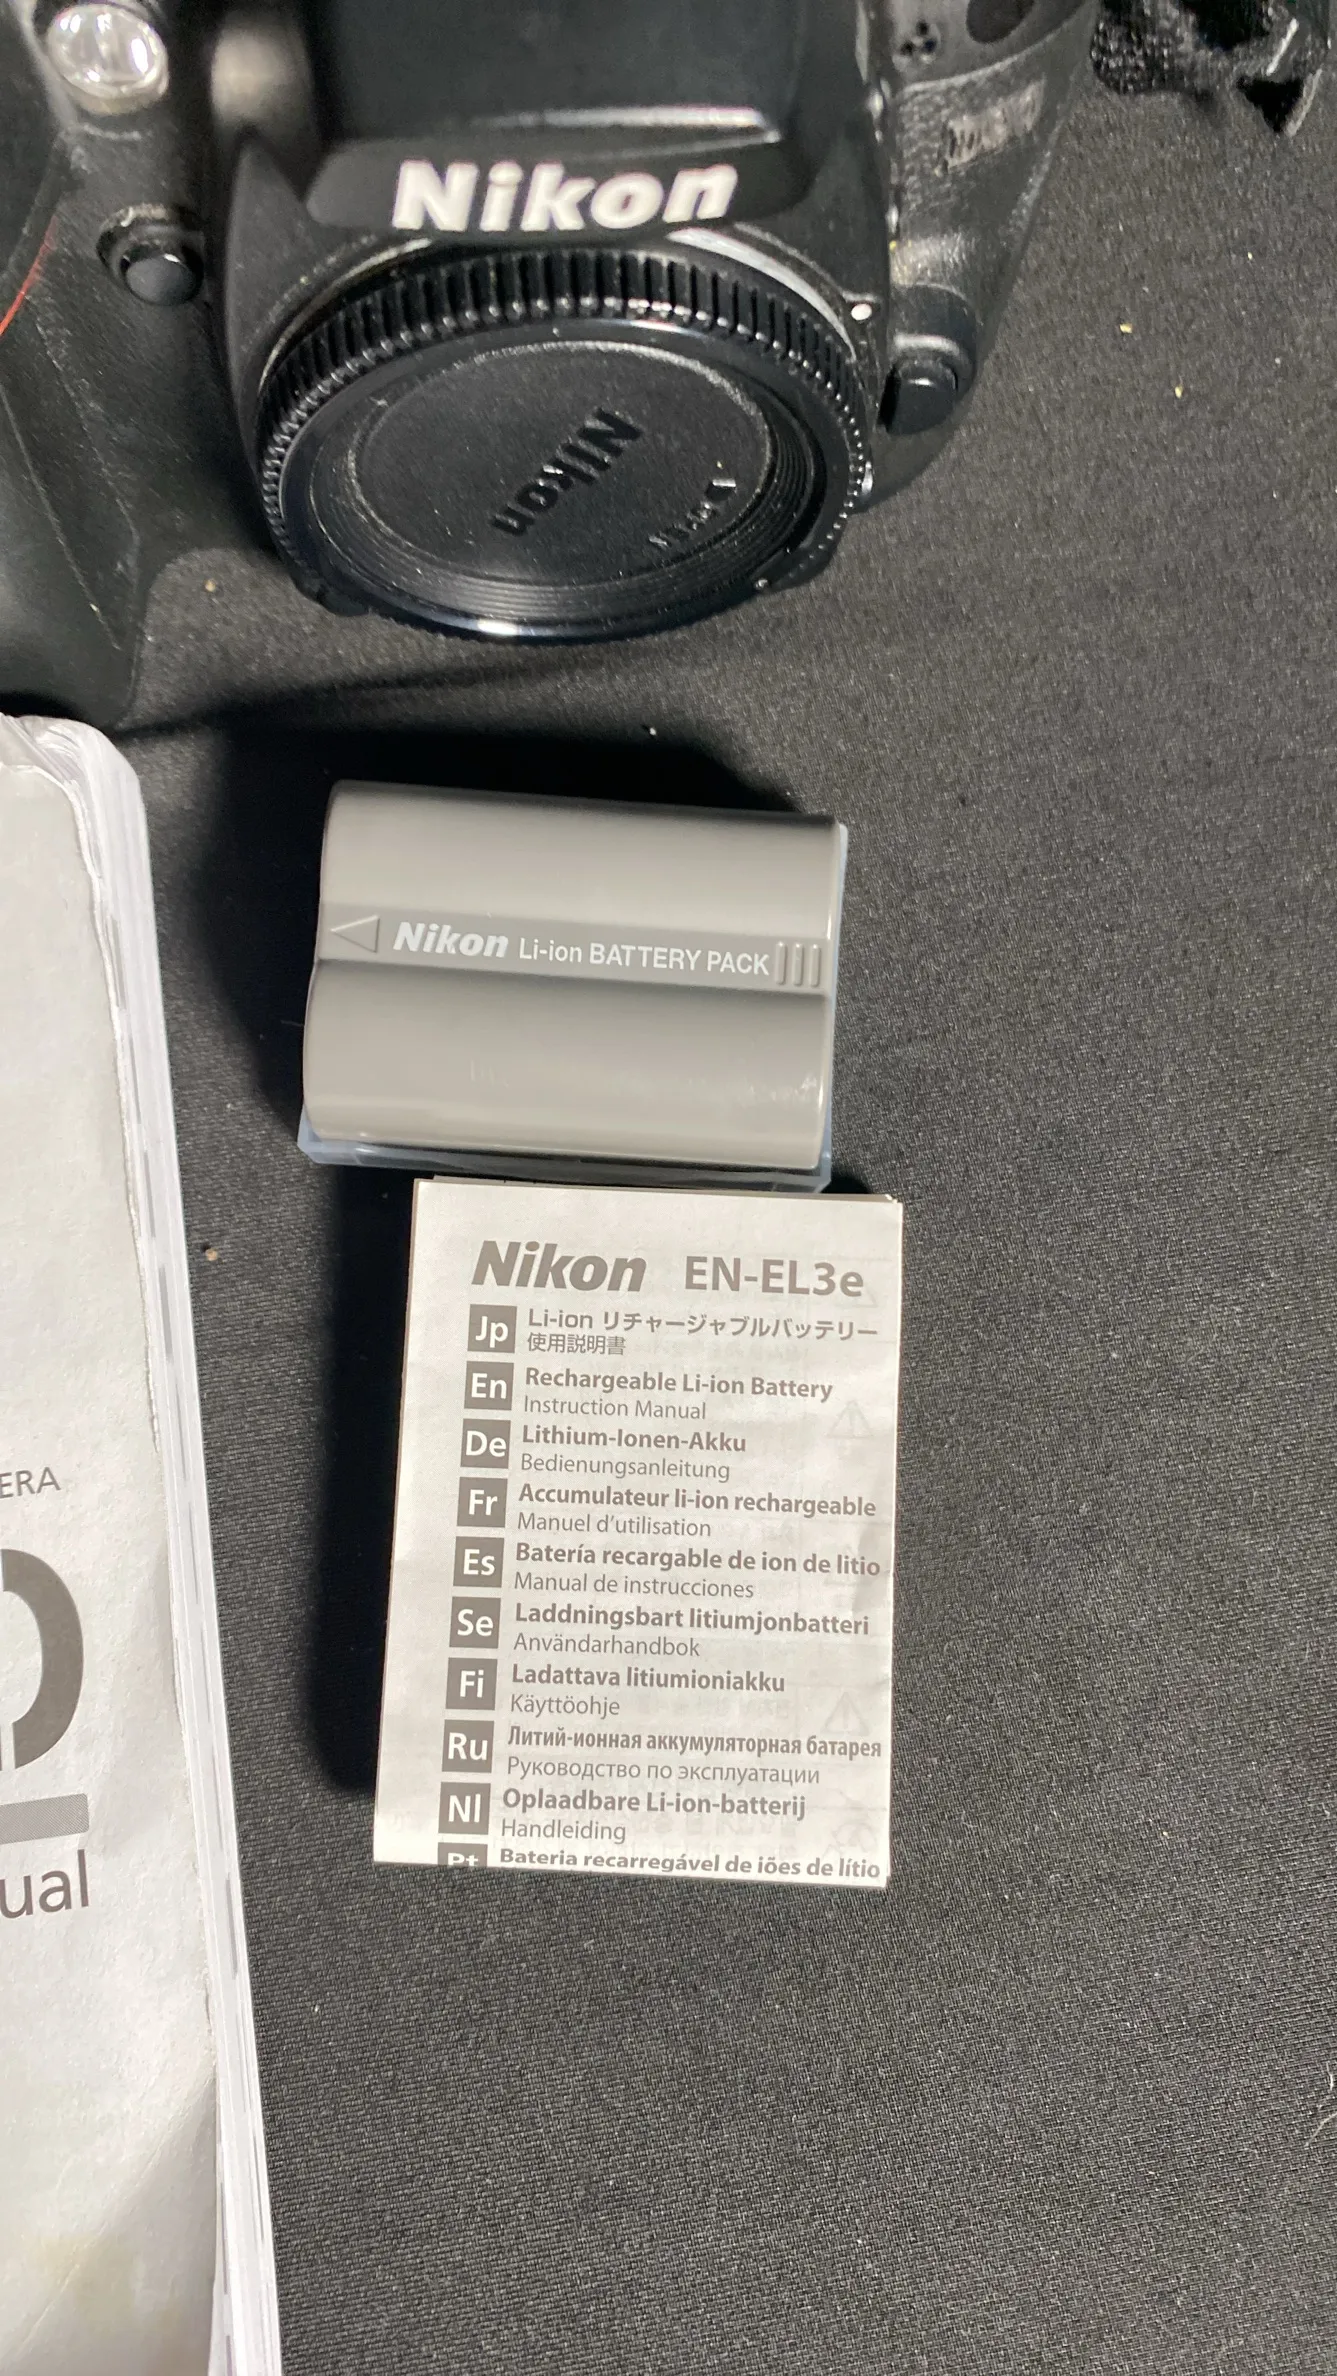 Nikon
Nikon
Nikon Li-ion BATTERY PACK
Nikon EN-EL3e
Jp Li-ion リチャージャブルバッテリー
使用説明書
En Rechargeable Li-ion Battery
Instruction Manual
De Lithium-Ionen-Akku
Bedienungsanleitung
Fr Accumulateur li-ion rechargeable
Manuel d'utilisation
Es Batería recargable de ion de litio
Manual de instrucciones
Se Laddningsbart litiumjonbatteri
Användarhandbok
Fi Ladattava litiumioniakku
Käyttöohje
Ru Литий-ионная аккумуляторная батарея
Руководство по эксплуатации
Nl Oplaadbare Li-ion-batterij
Handleiding
Pt Bateria recarregável de iões de lítio
ERA
ual